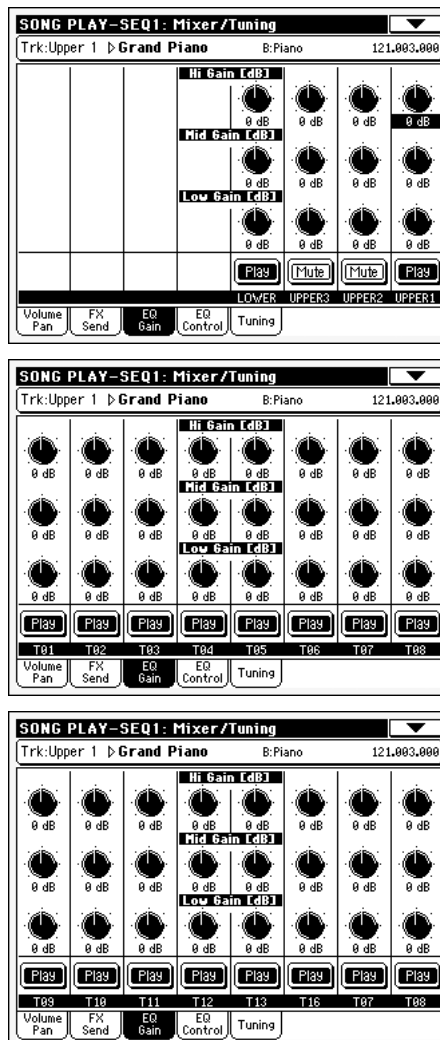 SONG PLAY-SEQ1: Mixer/Tuning
Trk:Upper 1 Grand Piano B:Piano 121.003.000
Hi Gain [dB]
0 dB 0 dB 0 dB 0 dB
Mid Gain [dB]
0 dB 0 dB 0 dB 0 dB
Low Gain [dB]
0 dB 0 dB 0 dB 0 dB
Play Mute Mute Play
LOWER UPPER3 UPPER2 UPPER1
Volume Pan FX Send EQ Gain EQ Control Tuning
SONG PLAY-SEQ1: Mixer/Tuning
Trk:Upper 1 Grand Piano B:Piano 121.003.000
Hi Gain [dB]
0 dB 0 dB 0 dB 0 dB 0 dB 0 dB 0 dB 0 dB
Mid Gain [dB]
0 dB 0 dB 0 dB 0 dB 0 dB 0 dB 0 dB 0 dB
Low Gain [dB]
0 dB 0 dB 0 dB 0 dB 0 dB 0 dB 0 dB 0 dB
Play Play Play Play Play Play Play Play
T01 T02 T03 T04 T05 T06 T07 T08
Volume Pan FX Send EQ Gain EQ Control Tuning
SONG PLAY-SEQ1: Mixer/Tuning
Trk:Upper 1 Grand Piano B:Piano 121.003.000
Hi Gain [dB]
0 dB 0 dB 0 dB 0 dB 0 dB 0 dB 0 dB 0 dB
Mid Gain [dB]
0 dB 0 dB 0 dB 0 dB 0 dB 0 dB 0 dB 0 dB
Low Gain [dB]
0 dB 0 dB 0 dB 0 dB 0 dB 0 dB 0 dB 0 dB
Play Play Play Play Play Play Play Play
T09 T10 T11 T12 T13 T16 T07 T08
Volume Pan FX Send EQ Gain EQ Control Tuning